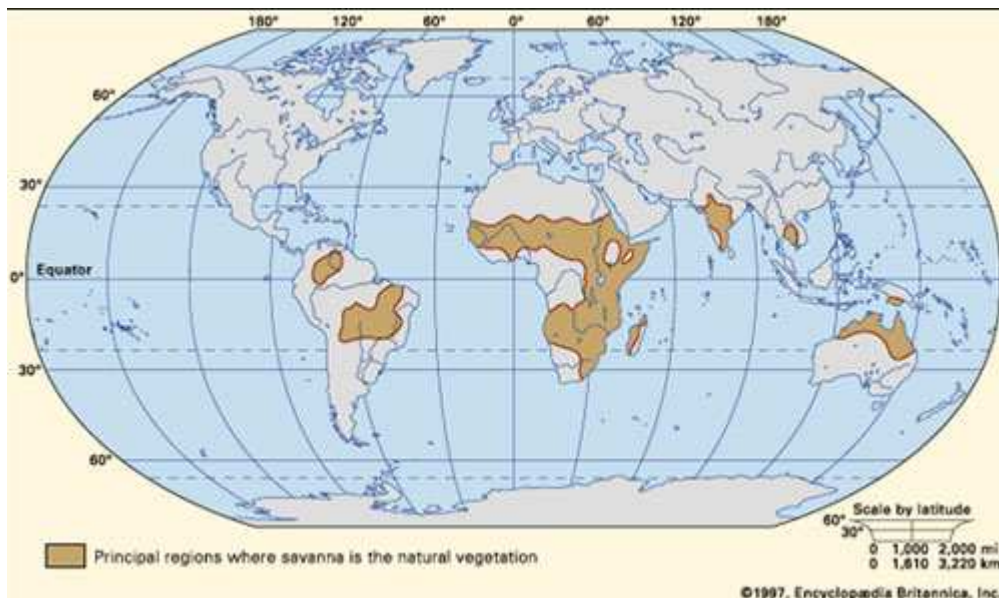 180° 120° 60° 0° 60° 120° 180°
60°
30°
Equator
0°
30°
60°
Scale by latitude
60°
30°
0 1,000 2,000 mi
0 1,610 3,220 km
Principal regions where savanna is the natural vegetation
©1997, Encyclopædia Britannica, Inc.